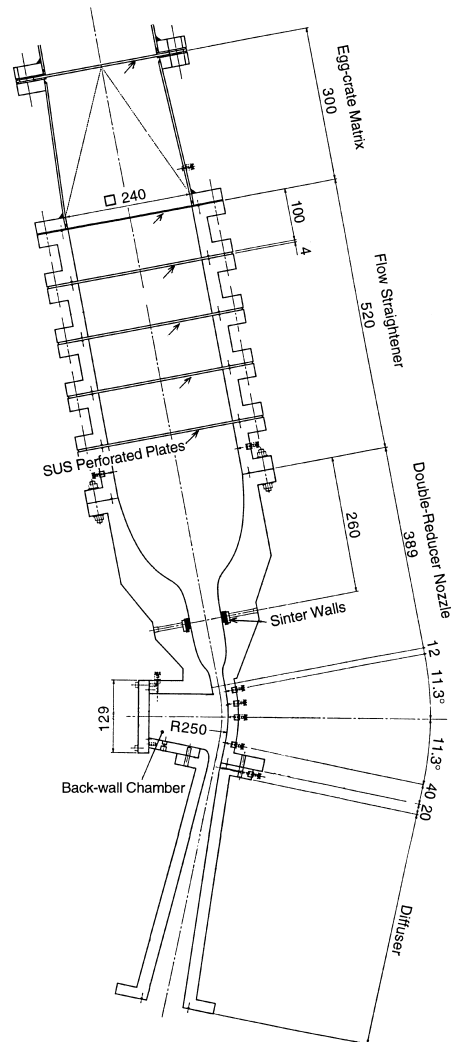 Egg-crate Matrix
300
□ 240
100
4
Flow Straightener
520
SUS Perforated Plates
Double-Reducer Nozzle
389
260
Sinter Walls
12
11.3°
129
R250
11.3°
Back-wall Chamber
40
20
Diffuser